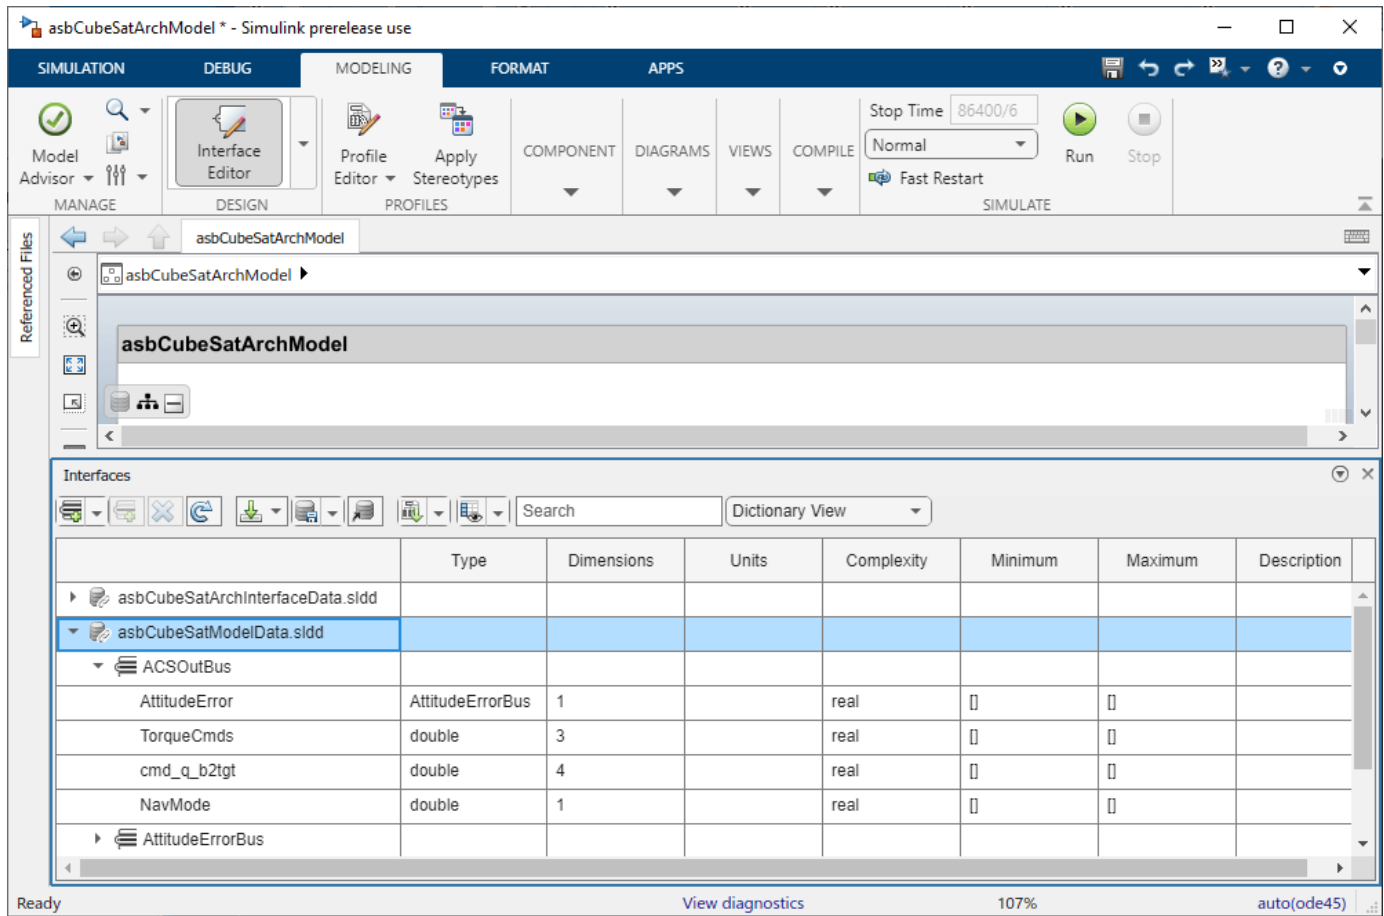 asbCubeSatArchModel * - Simulink prerelease use
SIMULATION DEBUG MODELING FORMAT APPS
Model Advisor
Interface Editor
Profile Editor
Apply Stereotypes
COMPONENT DIAGRAMS VIEWS COMPILE
Stop Time 86400/6
Normal
Fast Restart
Run Stop
MANAGE DESIGN PROFILES SIMULATE
Referenced Files
asbCubeSatArchModel
asbCubeSatArchModel
asbCubeSatArchModel
Interfaces
Search Dictionary View
Type Dimensions Units Complexity Minimum Maximum Description
asbCubeSatArchInterfaceData.sldd
asbCubeSatModelData.sldd
ACSOutBus
AttitudeError AttitudeErrorBus 1 real [] []
TorqueCmds double 3 real [] []
cmd_q_b2tgt double 4 real [] []
NavMode double 1 real [] []
AttitudeErrorBus
Ready View diagnostics 107% auto(ode45)